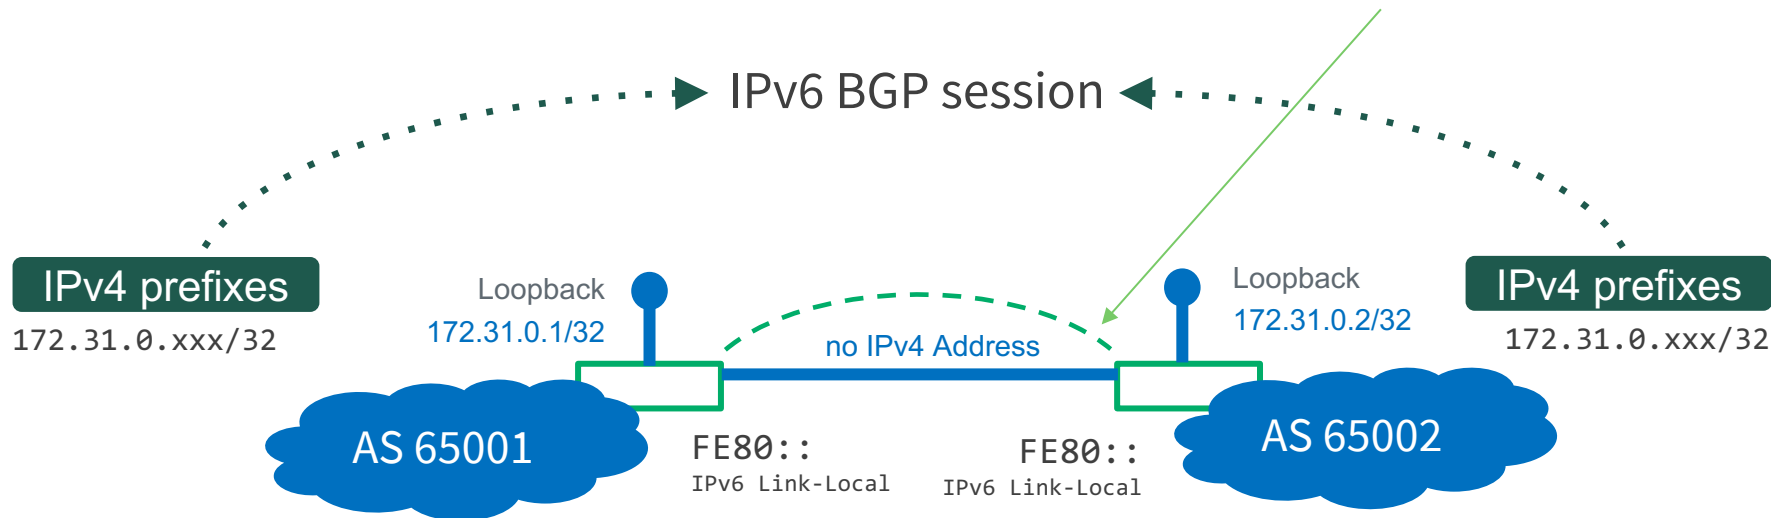 IPv6 BGP session
IPv4 prefixes
172.31.0.xxx/32
Loopback
172.31.0.1/32
no IPv4 Address
Loopback
172.31.0.2/32
IPv4 prefixes
172.31.0.xxx/32
AS 65001
FE80::
IPv6 Link-Local
FE80::
IPv6 Link-Local
AS 65002